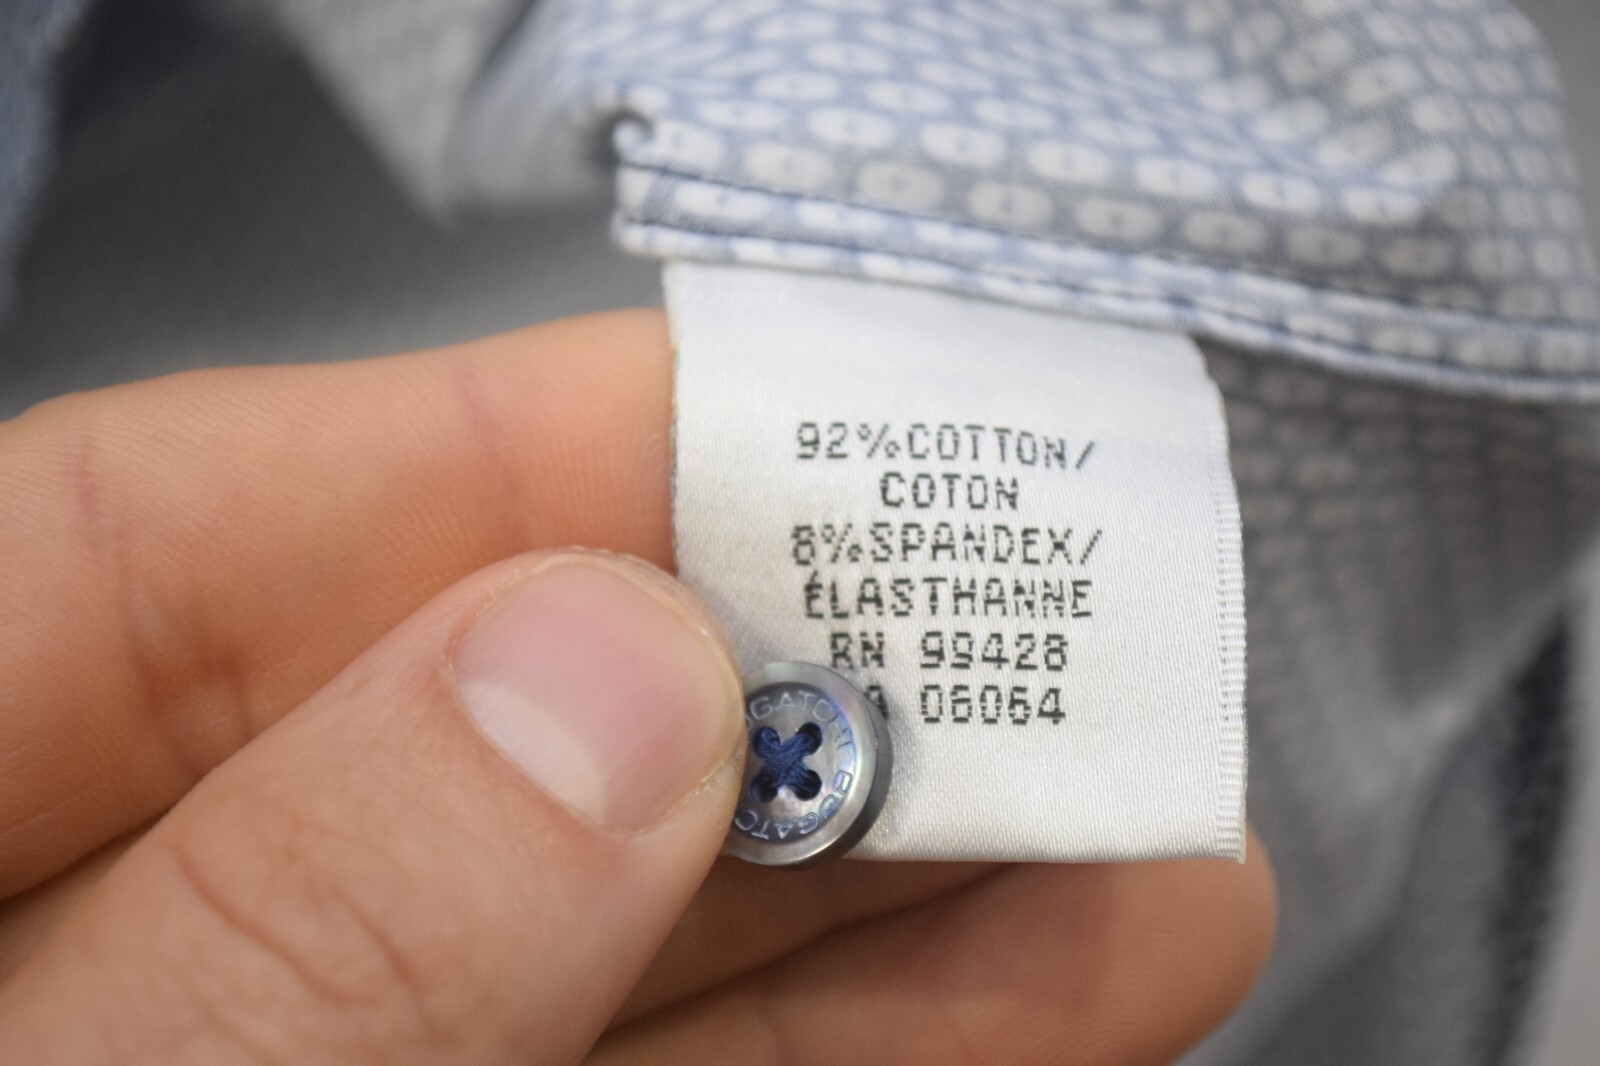 92%COTTON/
COTON
8%SPANDEX/
ÉLASTHANNE
RN 99428
06064